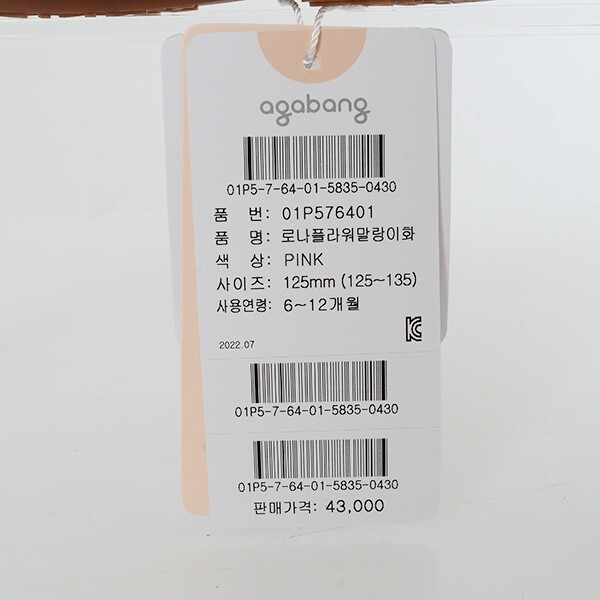 agabang
01P5-7-64-01-5835-0430
품 번: 01P576401
품 명: 로나플라워말랑이화
색 상: PINK
사이즈: 125mm (125~135)
사용연령: 6~12개월
2022.07
01P5-7-64-01-5835-0430
01P5-7-64-01-5835-0430
판매가격: 43,000